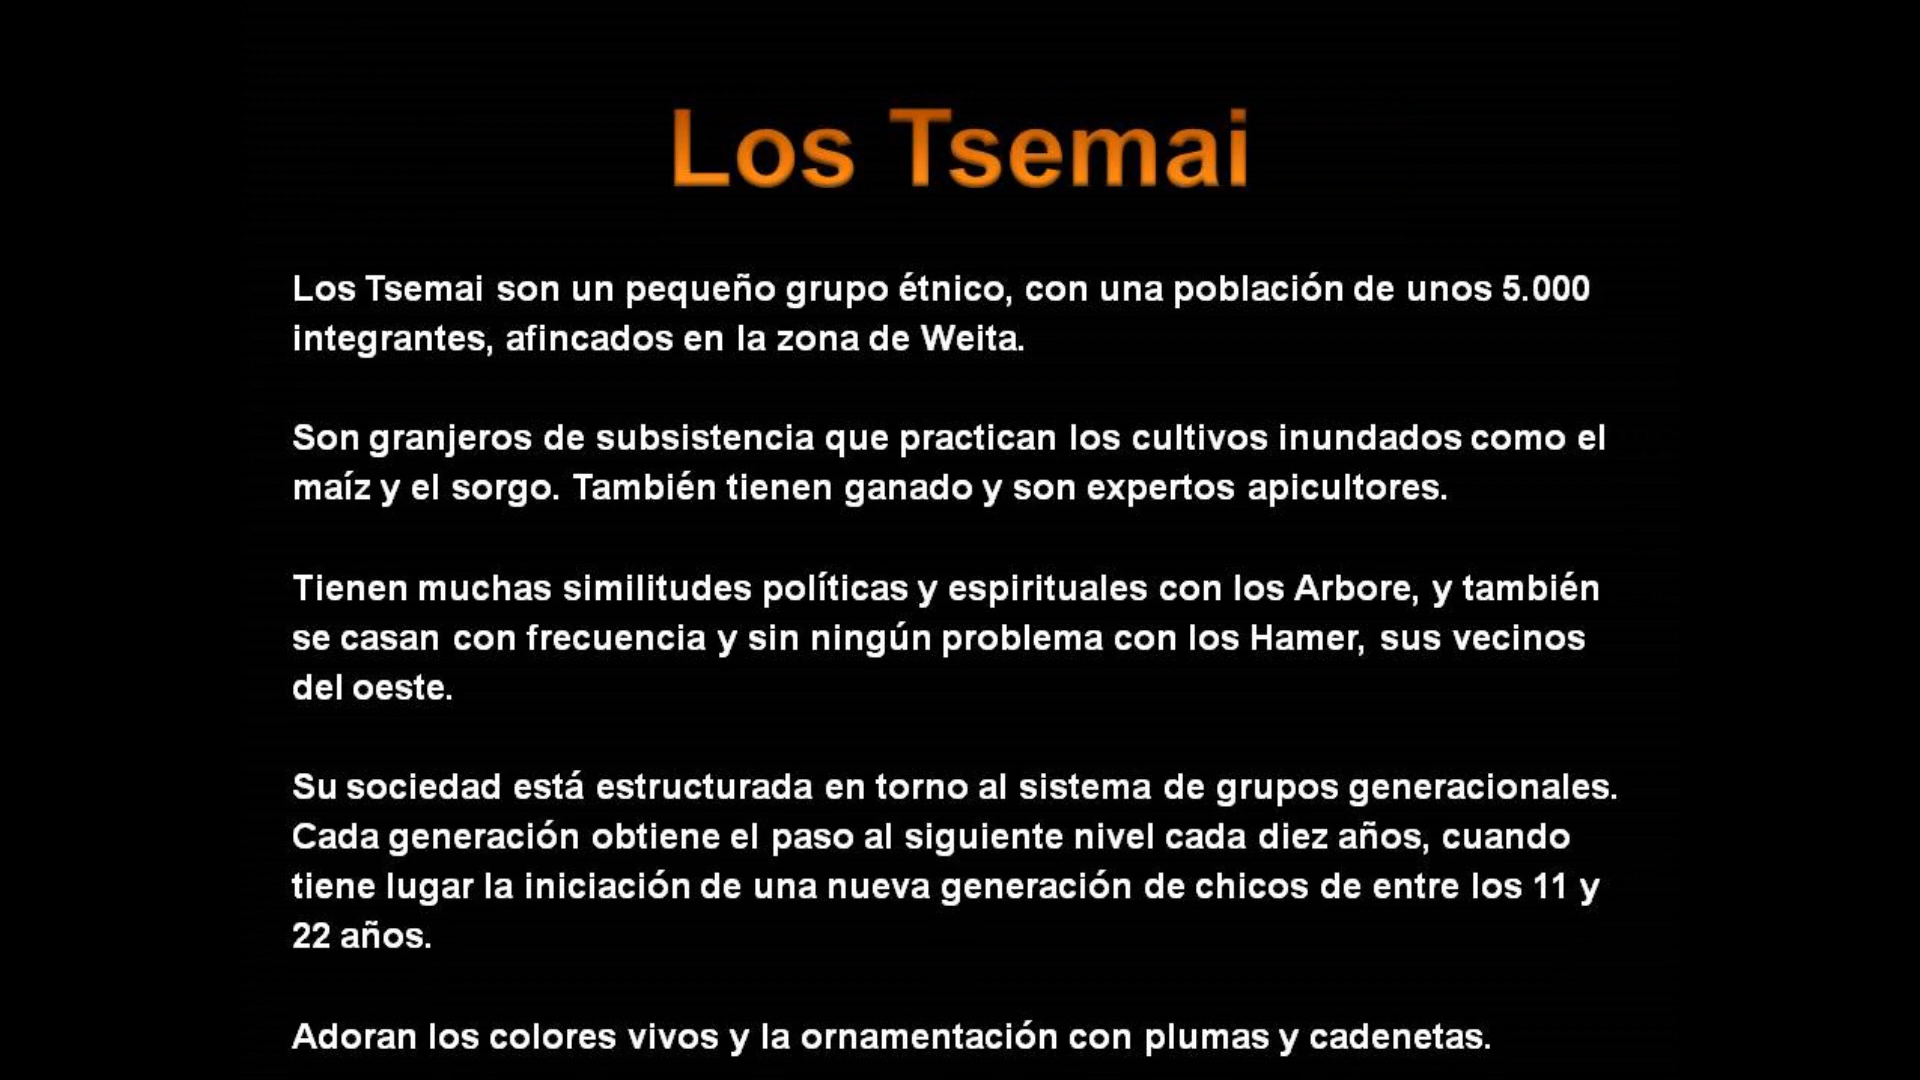 Los Tsemai
Los Tsemai son un pequeño grupo étnico, con una población de unos 5.000
integrantes, afincados en la zona de Weita.
Son granjeros de subsistencia que practican los cultivos inundados como el
maíz y el sorgo. También tienen ganado y son expertos apicultores.
Tienen muchas similitudes políticas y espirituales con los Arbore, y también
se casan con frecuencia y sin ningún problema con los Hamer, sus vecinos
del oeste.
Su sociedad está estructurada en torno al sistema de grupos generacionales.
Cada generación obtiene el paso al siguiente nivel cada diez años, cuando
tiene lugar la iniciación de una nueva generación de chicos de entre los 11 y
22 años.
Adoran los colores vivos y la ornamentación con plumas y cadenetas.